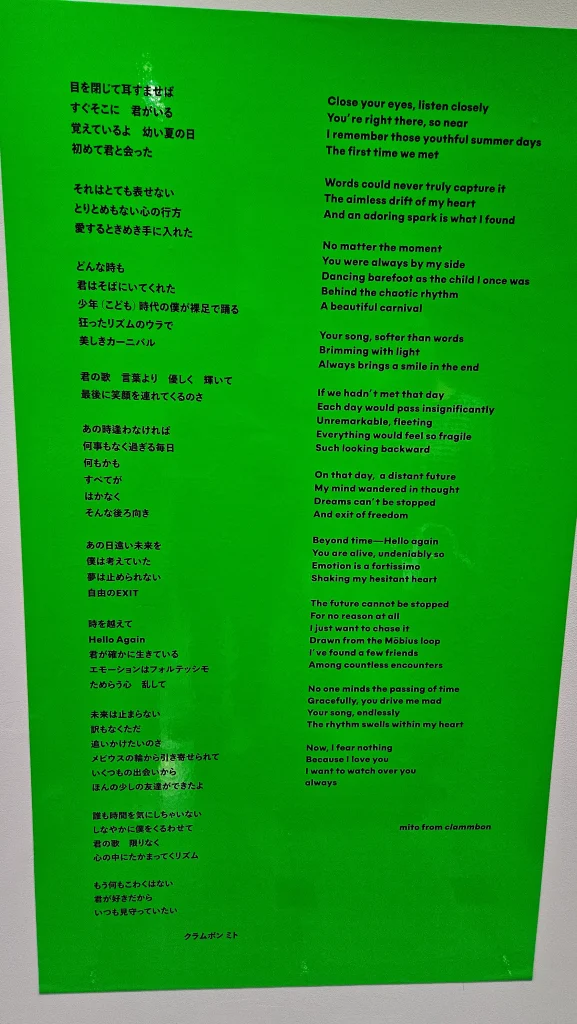 目を閉じて耳すませば
すぐそこに　君がいる
覚えているよ　幼い夏の日
初めて君と会った
それはとても表せない
とりとめもない心の行方
愛するときめき手に入れた
どんな時も
君はそばにいてくれた
少年（こども）時代の僕が裸足で踊る
狂ったリズムのウラで
美しきカーニバル
君の歌　言葉より　優しく　輝いて
最後に笑顔を連れてくるのさ
あの時逢わなければ
何事もなく過ぎる毎日
何もかも
すべてが
はかなく
そんな後ろ向き
あの日遠い未来を
僕は考えていた
夢は止められない
自由のEXIT
時を越えて
Hello Again
君が確かに生きている
エモーションはフォルテッシモ
ためらう心　乱して
未来は止まらない
訳もなくただ
追いかけたいのさ
メビウスの輪から引き寄せられて
いくつもの出会いから
ほんの少しの友達ができたよ
誰も時間を気にしちゃいない
しなやかに僕をくるわせて
君の歌　限りなく
心の中にたかまってくリズム
もう何もこわくはない
君が好きだから
いつも見守っていたい
クラムボン ミト
Close your eyes, listen closely
You're right there, so near
I remember those youthful summer days
The first time we met
Words could never truly capture it
The aimless drift of my heart
And an adoring spark is what I found
No matter the moment
You were always by my side
Dancing barefoot as the child I once was
Behind the chaotic rhythm
A beautiful carnival
Your song, softer than words
Brimming with light
Always brings a smile in the end
If we hadn't met that day
Each day would pass insignificantly
Unremarkable, fleeting
Everything would feel so fragile
Such looking backward
On that day, a distant future
My mind wandered in thought
Dreams can't be stopped
And exit of freedom
Beyond time—Hello again
You are alive, undeniably so
Emotion is a fortissimo
Shaking my hesitant heart
The future cannot be stopped
For no reason at all
I just want to chase it
Drawn from the Möbius loop
I've found a few friends
Among countless encounters
No one minds the passing of time
Gracefully, you drive me mad
Your song, endlessly
The rhythm swells within my heart
Now, I fear nothing
Because I love you
I want to watch over you
always
mito from clammbon